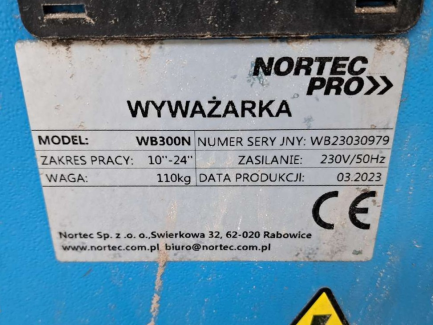 NORTEC
PRO>>
WYWAŻARKA
MODEL: WB300N NUMER SERYJNY: WB23030979
ZAKRES PRACY: 10"-24" ZASILANIE: 230V/50Hz
WAGA: 110kg DATA PRODUKCJI: 03.2023
CE
Nortec Sp. z o. o.,Swierkowa 32, 62-020 Rabowice
www.nortec.com.pl biuro@nortec.com.pl